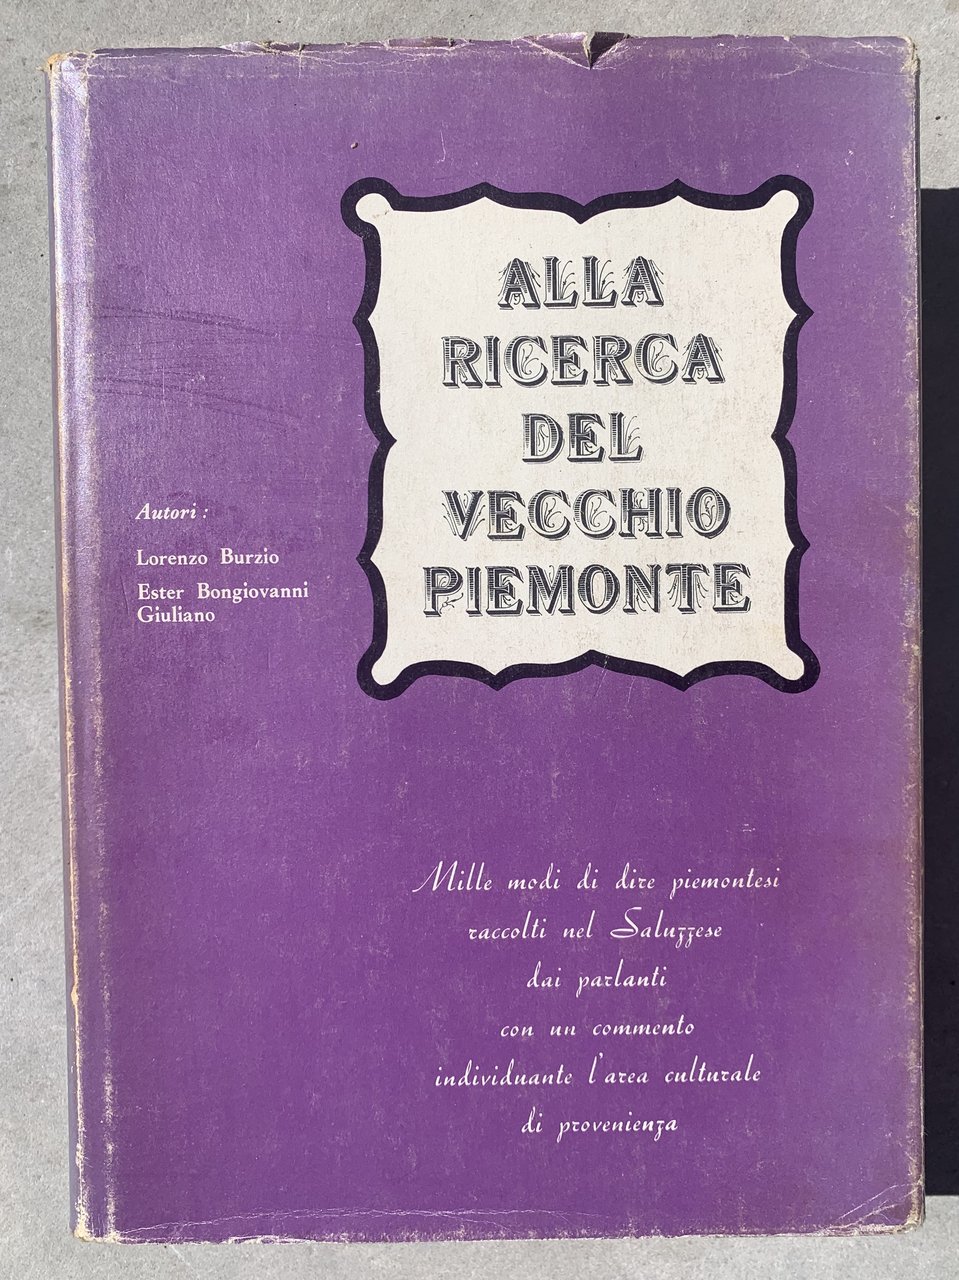 ALLA
RICERCA
DEL
VECCHIO
PIEMONTE
Autori :
Lorenzo Burzio
Ester Bongiovanni
Giuliano
Mille modi di dire piemontesi
raccolti nel Saluzzese
dai parlanti
con un commento
individuante l'area culturale
di provenienza